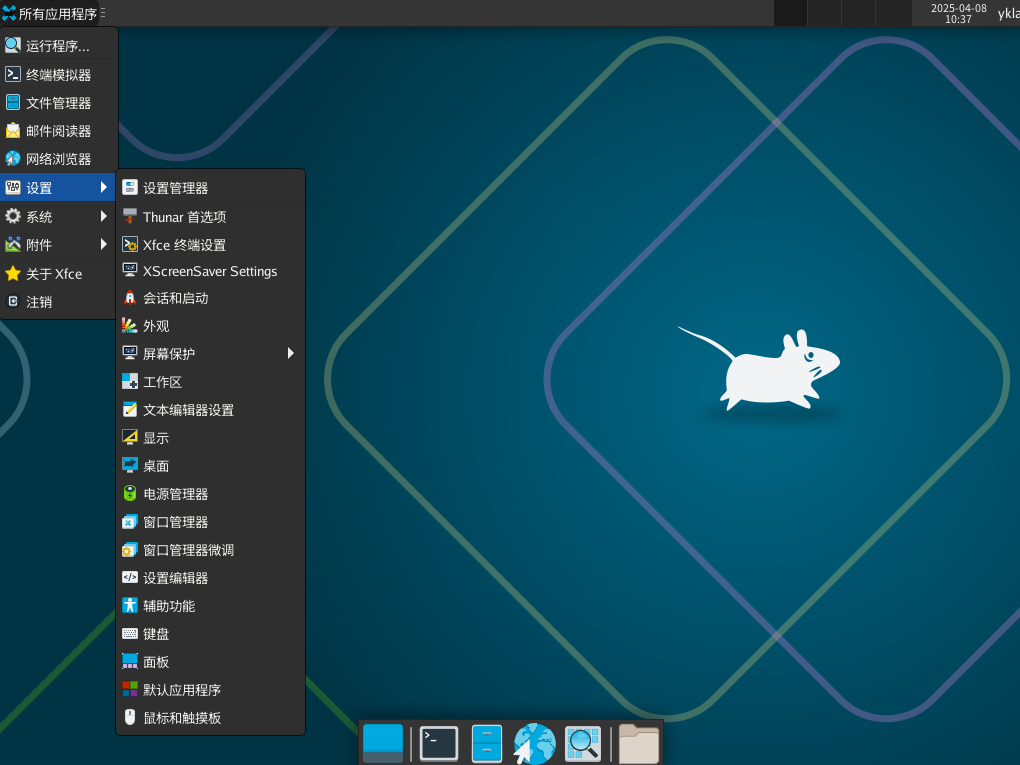 所有应用程序
2025-04-08
10:37
ykla
运行程序...
终端模拟器
文件管理器
邮件阅读器
网络浏览器
设置
系统
附件
关于 Xfce
注销
设置管理器
Thunar 首选项
Xfce 终端设置
XScreenSaver Settings
会话和启动
外观
屏幕保护
工作区
文本编辑器设置
显示
桌面
电源管理器
窗口管理器
窗口管理器微调
设置编辑器
辅助功能
键盘
面板
默认应用程序
鼠标和触摸板